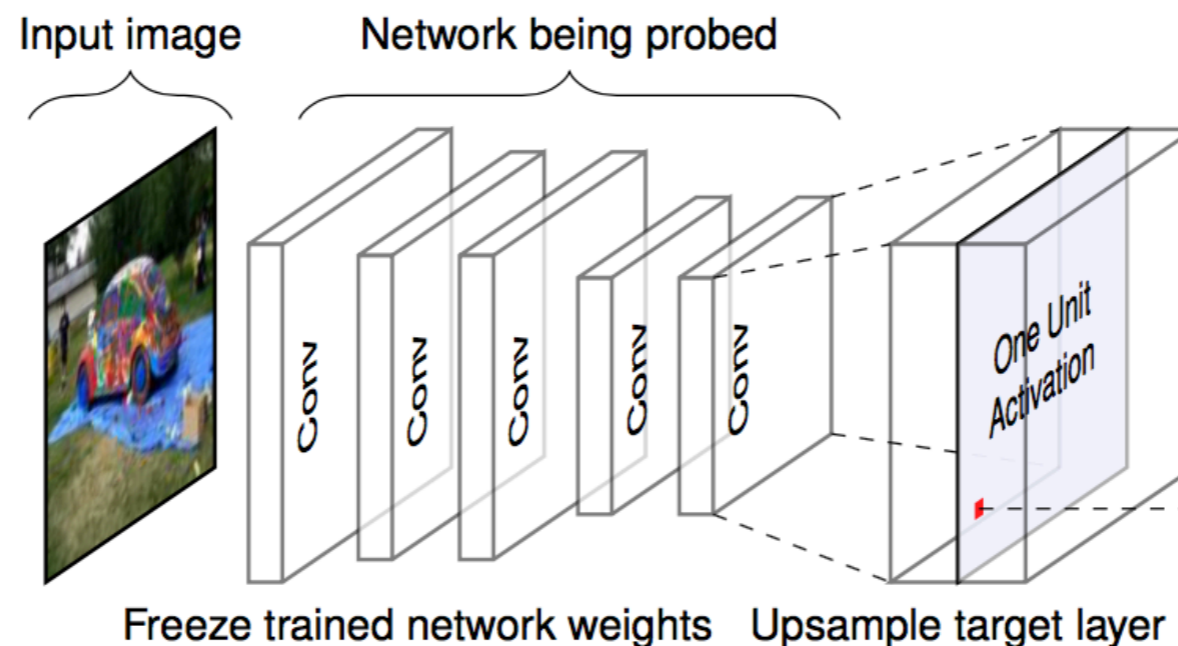 Input image
Network being probed
Conv
Conv
Conv
Conv
Conv
One Unit
Activation
Freeze trained network weights
Upsample target layer